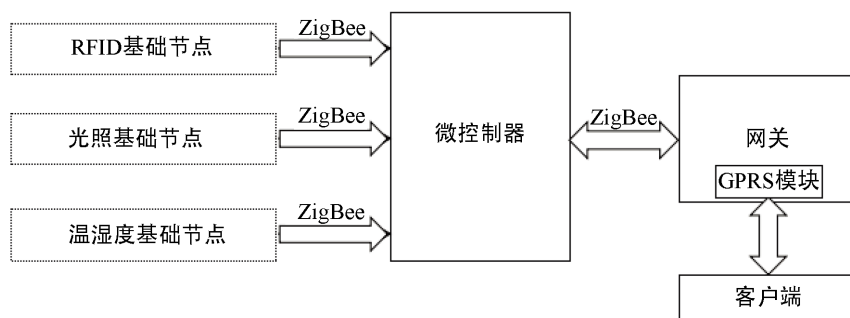 RFID基础节点
ZigBee
光照基础节点
ZigBee
温湿度基础节点
ZigBee
微控制器
ZigBee
网关
GPRS模块
客户端